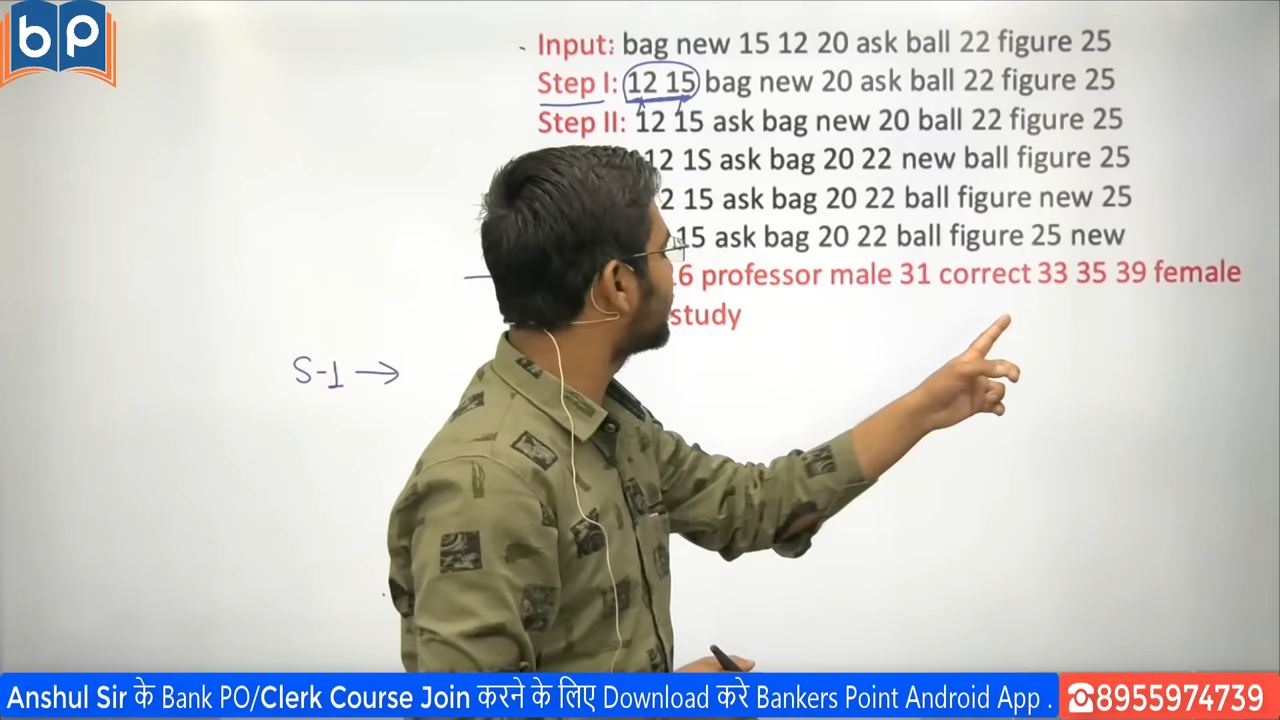 bp
Input: bag new 15 12 20 ask ball 22 figure 25
Step I: 12 15 bag new 20 ask ball 22 figure 25
Step II: 12 15 ask bag new 20 ball 22 figure 25
12 1S ask bag 20 22 new ball figure 25
2 15 ask bag 20 22 ball figure new 25
15 ask bag 20 22 ball figure 25 new
16 professor male 31 correct 33 35 39 female
study
S-1 →
Anshul Sir के Bank PO/Clerk Course Join करने के लिए Download करे Bankers Point Android App .
☎8955974739